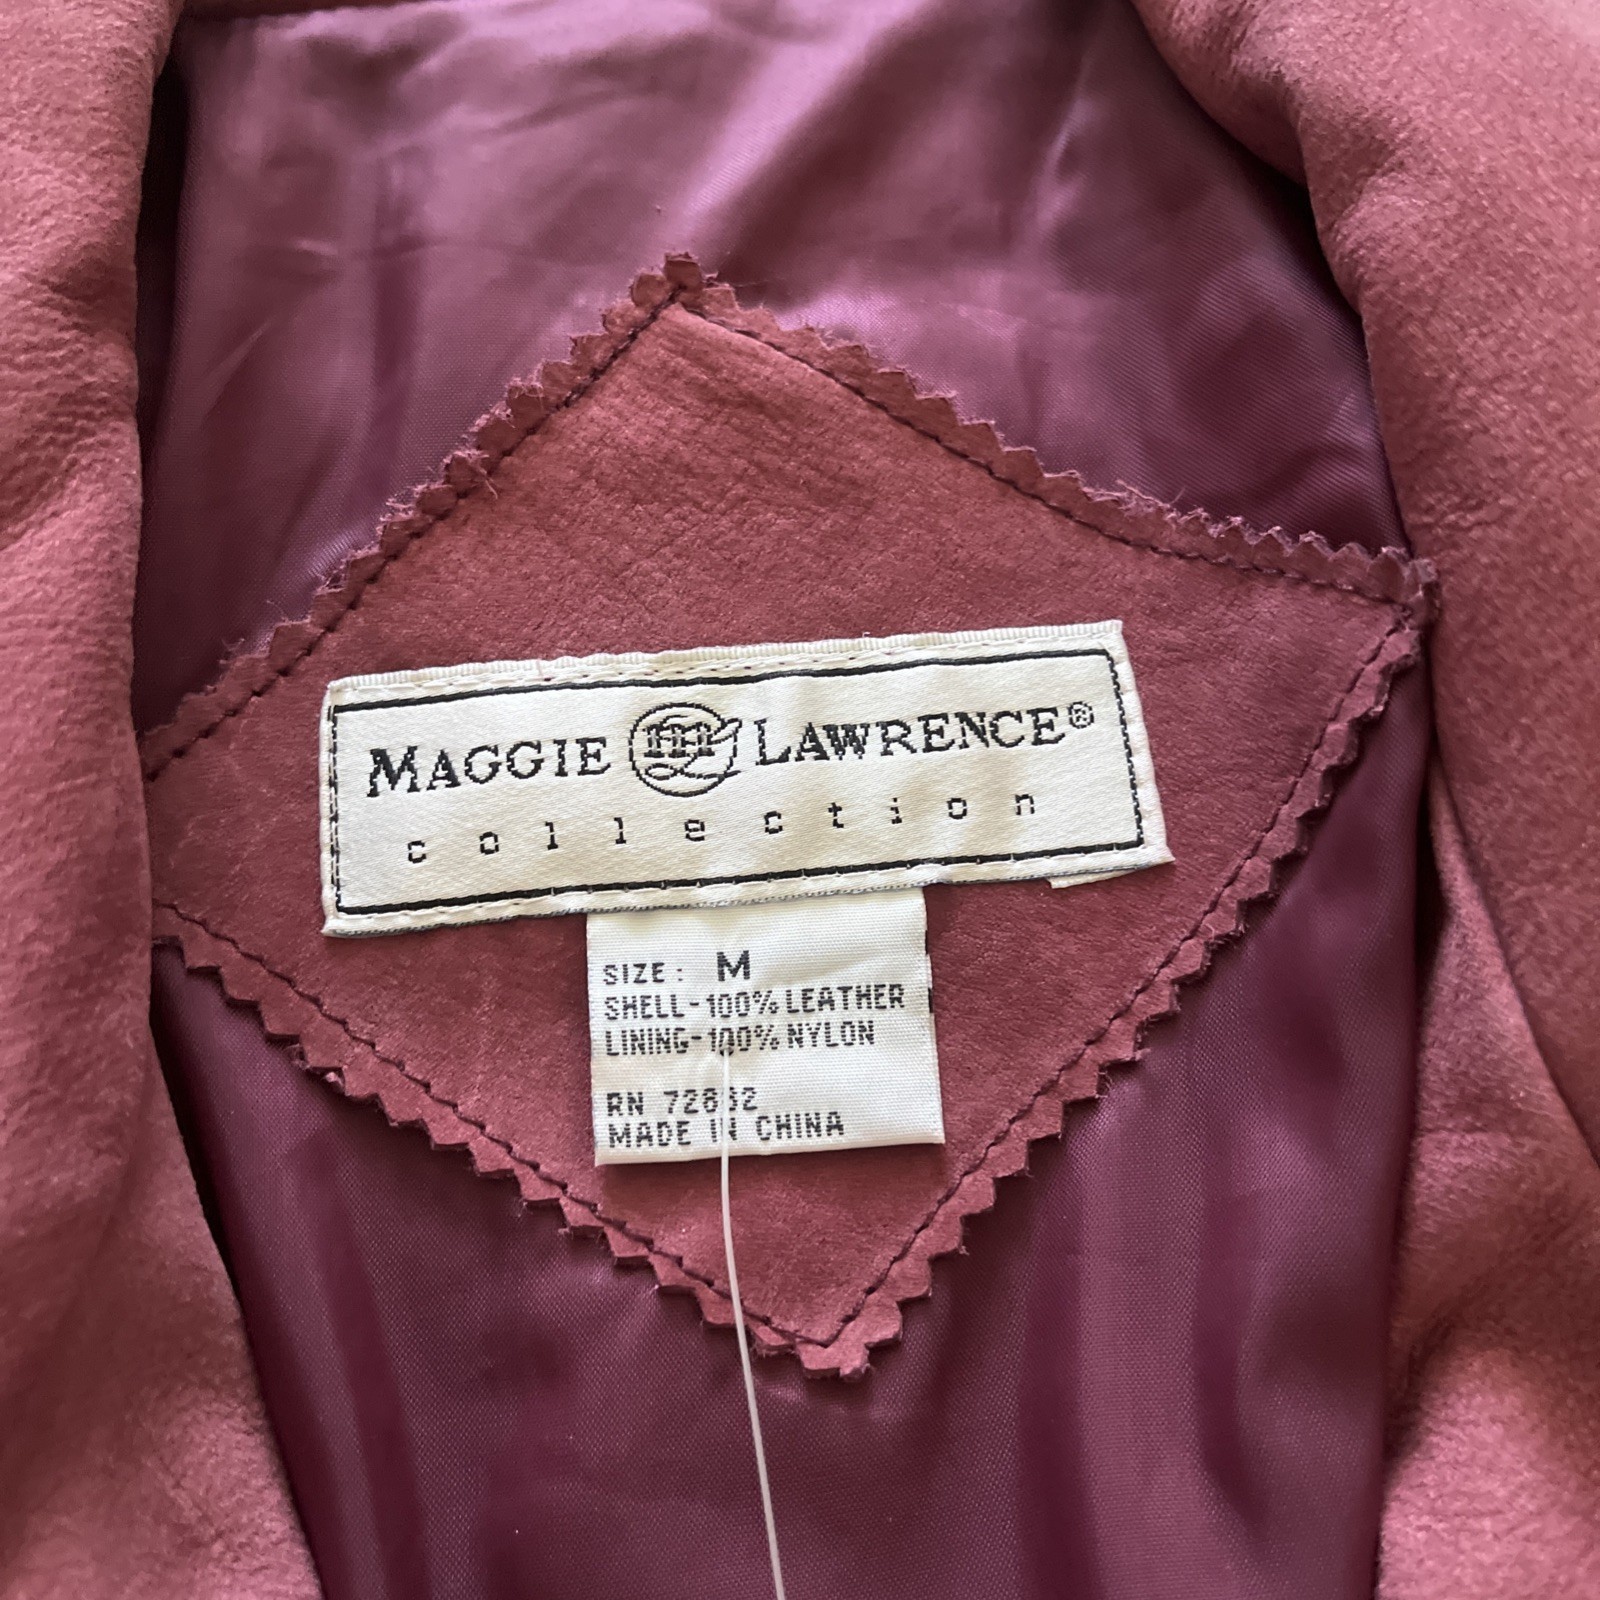 MAGGIE m LAWRENCE®
collection
SIZE: M
SHELL-100% LEATHER
LINING-100% NYLON
RN
MADE IN CHINA